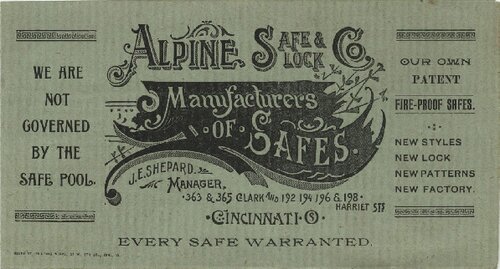 ALPINE SAFE & LOCK CO.
WE ARE
NOT
GOVERNED
BY THE
SAFE POOL.
Manufacturers
OF
SAFES.
J.E. SHEPARD,
MANAGER.
363 & 365 CLARK AND 192 194 196 & 198
HARRIET STS
CINCINNATI O
OUR OWN
PATENT
FIRE-PROOF SAFES.
NEW STYLES
NEW LOCK
NEW PATTERNS
NEW FACTORY.
EVERY SAFE WARRANTED.